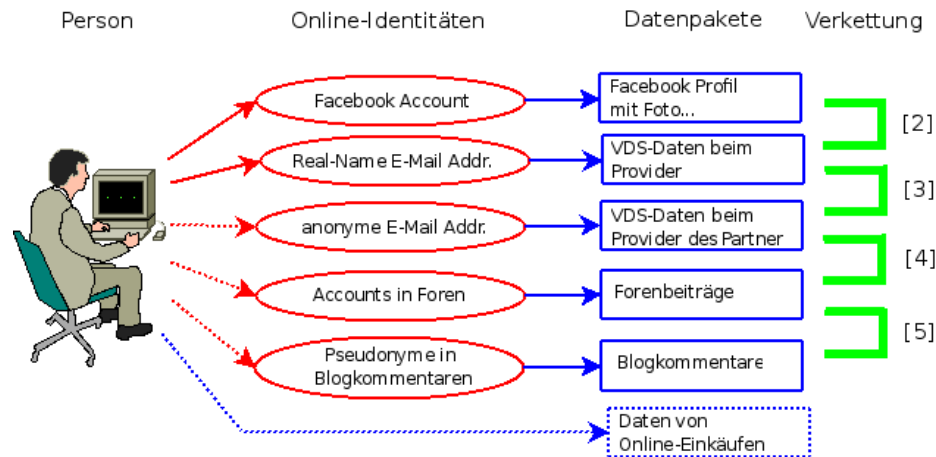 Person
Online-Identitäten
Datenpakete
Verkettung
Facebook Account
Facebook Profil
mit Foto...
[2]
Real-Name E-Mail Addr.
VDS-Daten beim
Provider
[3]
anonyme E-Mail Addr.
VDS-Daten beim
Provider des Partner
[4]
Accounts in Foren
Forenbeiträge
[5]
Pseudonyme in
Blogkommentaren
Blogkommentare
Daten von
Online-Einkäufen